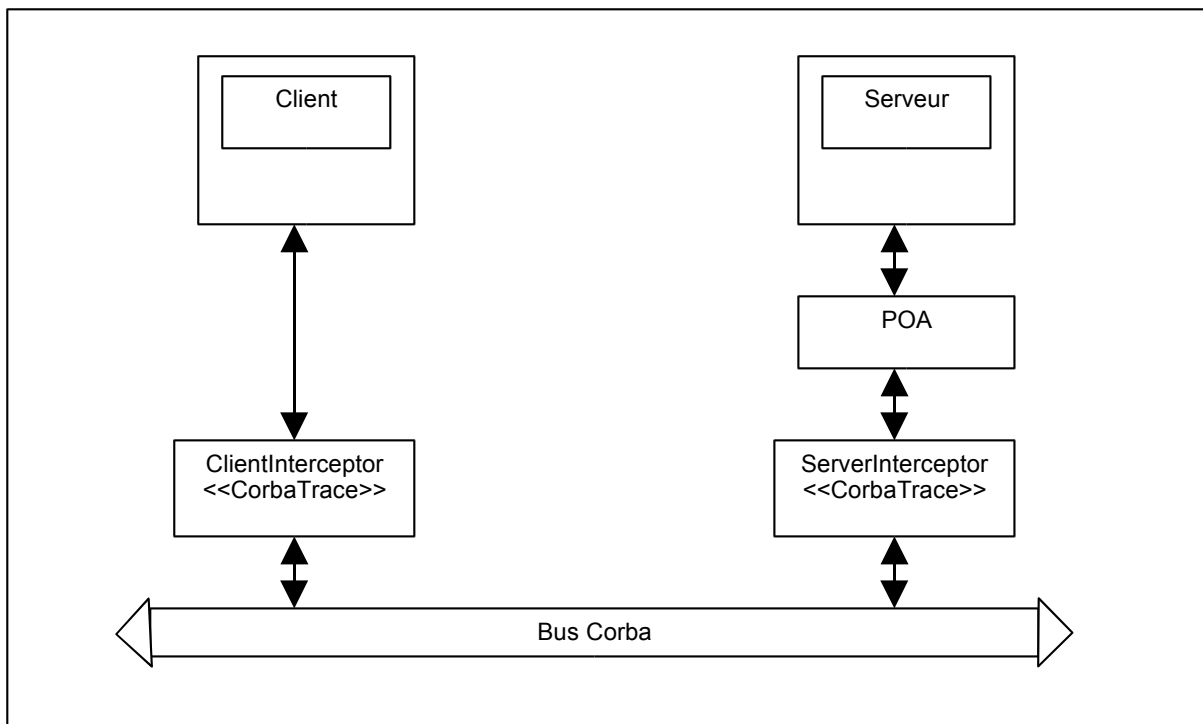 Client
Serveur
POA
ClientInterceptor
<<CorbaTrace>>
ServerInterceptor
<<CorbaTrace>>
Bus Corba